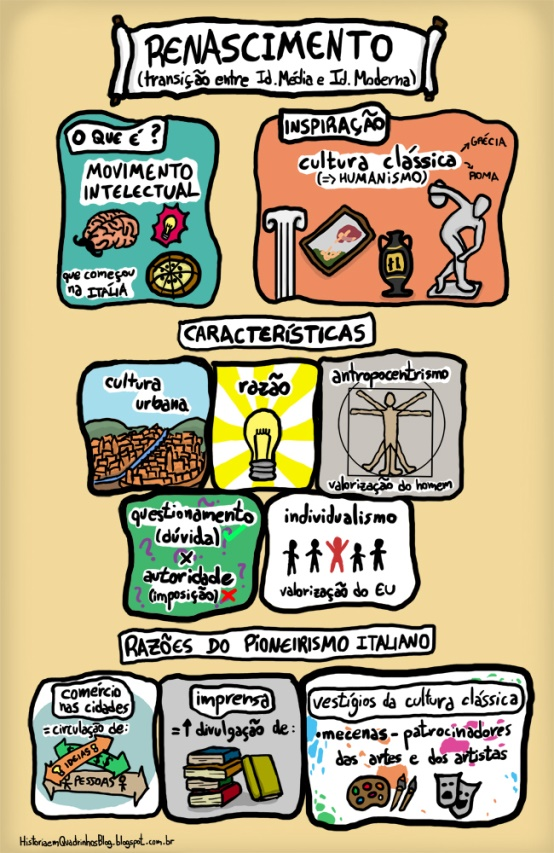 RENASCIMENTO
(transição entre Id. Média e Id. Moderna)
O QUE É?
MOVIMENTO
INTELECTUAL
que começou
na ITÁLIA
INSPIRAÇÃO
cultura clássica
(=> HUMANISMO)
GRÉCIA
ROMA
CARACTERÍSTICAS
cultura
urbana
razão
antropocentrismo
valorização do homem
questionamento
(dúvida) ✓
X
autoridade
(imposição) X
individualismo
valorização do EU
RAZÕES DO PIONEIRISMO ITALIANO
comércio
nas cidades
= circulação de:
IDEIAS
PESSOAS
imprensa
= ↑ divulgação de:
vestígios da cultura clássica
• mecenas - patrocinadores
das artes e dos artistas
HistoriaemQuadrinhosBlog.blogspot.com.br